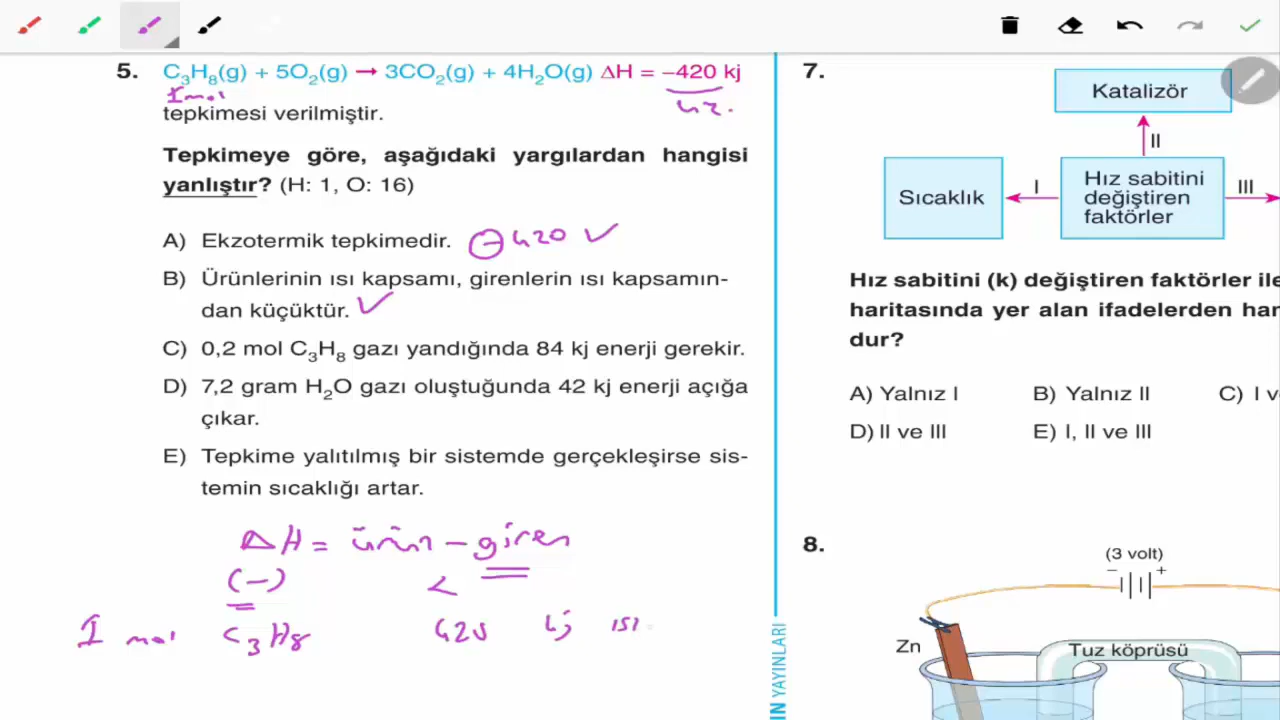 5. C₃H₈(g) + 5O₂(g) → 3CO₂(g) + 4H₂O(g) ΔH = −420 kj
1 mol
tepkimesi verilmiştir.
Tepkimeye göre, aşağıdaki yargılardan hangisi
yanlıştır? (H: 1, O: 16)
A) Ekzotermik tepkimedir. −420 ✓
B) Ürünlerinin ısı kapsamı, girenlerin ısı kapsamın-
dan küçüktür. ✓
C) 0,2 mol C₃H₈ gazı yandığında 84 kj enerji gerekir.
D) 7,2 gram H₂O gazı oluştuğunda 42 kj enerji açığa
çıkar.
E) Tepkime yalıtılmış bir sistemde gerçekleşirse sis-
temin sıcaklığı artar.
ΔH = ürün − giren
(−) <
1 mol C₃H₈ 420 kj ısı
7.
Katalizör
II
Sıcaklık
I
Hız sabitini
değiştiren
faktörler
III
Hız sabitini (k) değiştiren faktörler ile
haritasında yer alan ifadelerden
dur?
A) Yalnız I B) Yalnız II C) I
D) II ve III E) I, II ve III
8.
(3 volt)
− +
Zn
Tuz köprüsü
YAYINLARI